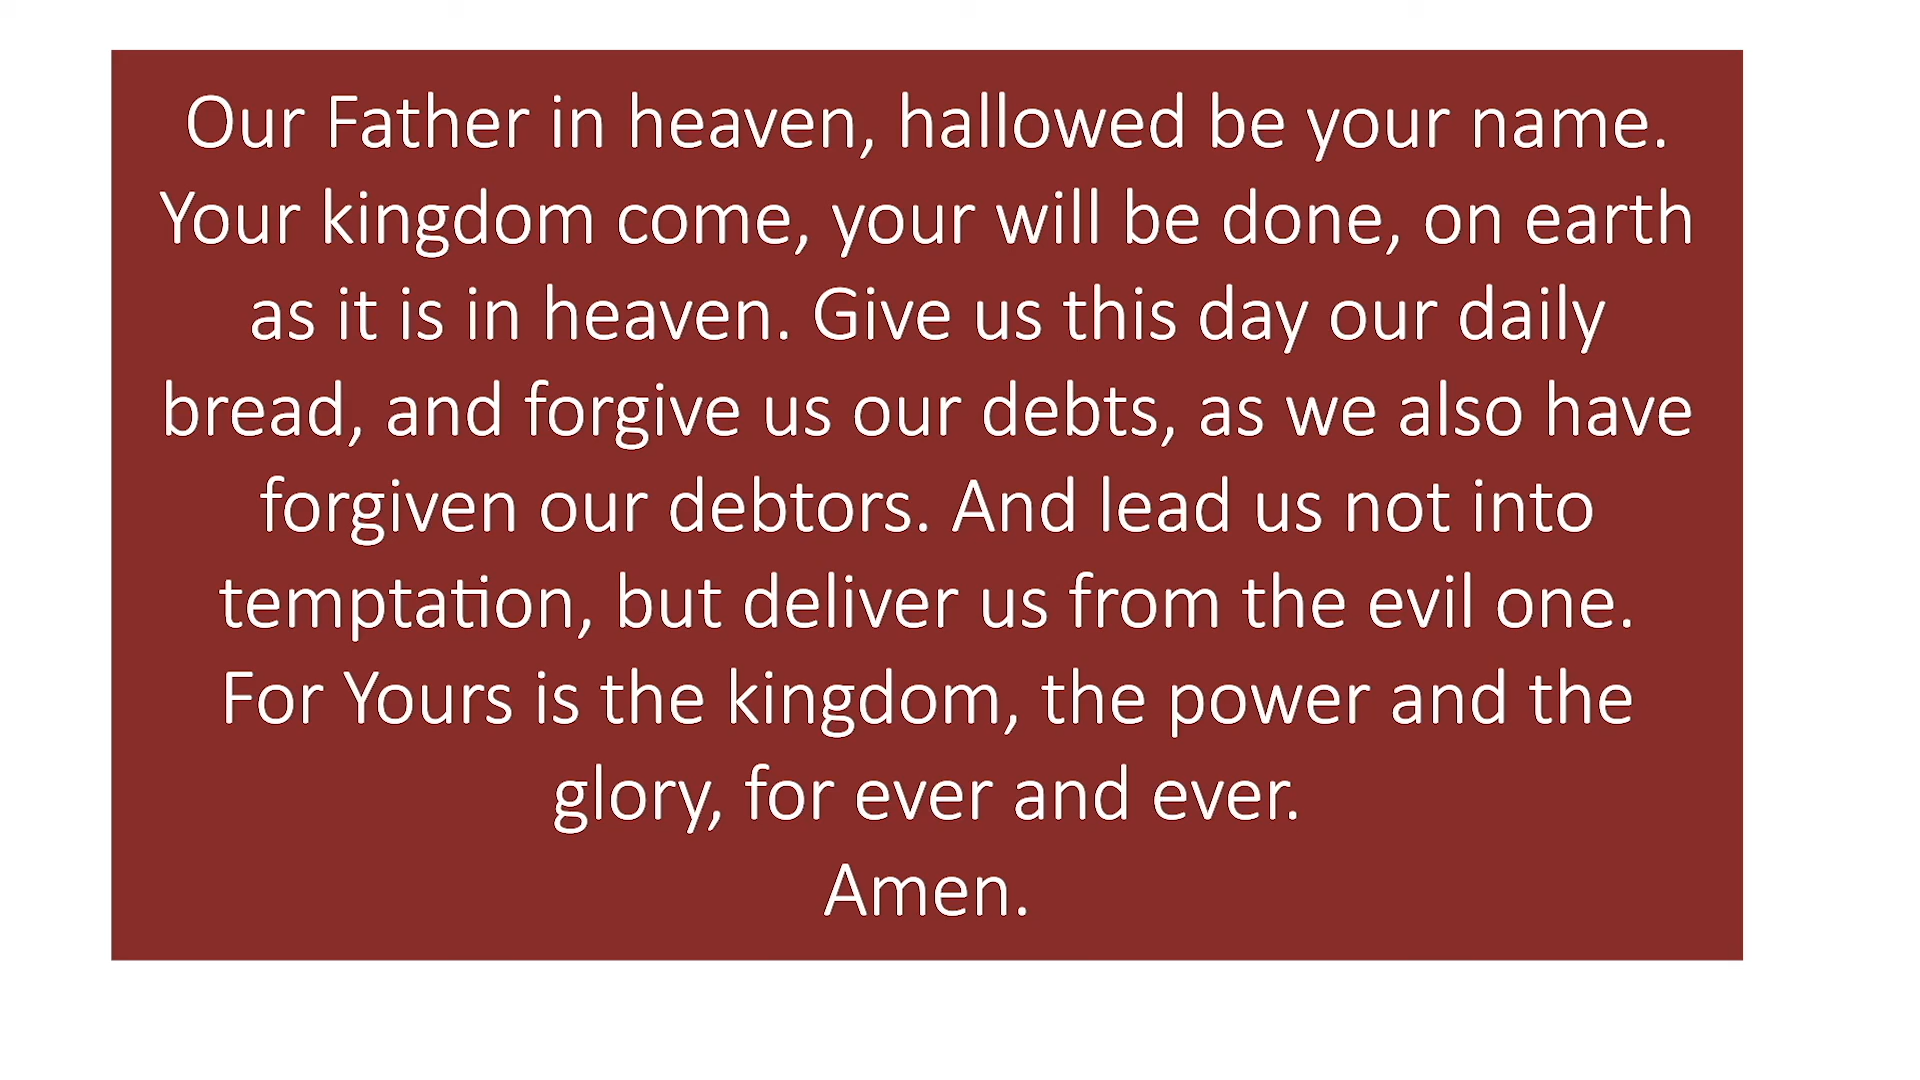 Our Father in heaven, hallowed be your name.
Your kingdom come, your will be done, on earth
as it is in heaven. Give us this day our daily
bread, and forgive us our debts, as we also have
forgiven our debtors. And lead us not into
temptation, but deliver us from the evil one.
For Yours is the kingdom, the power and the
glory, for ever and ever.
Amen.